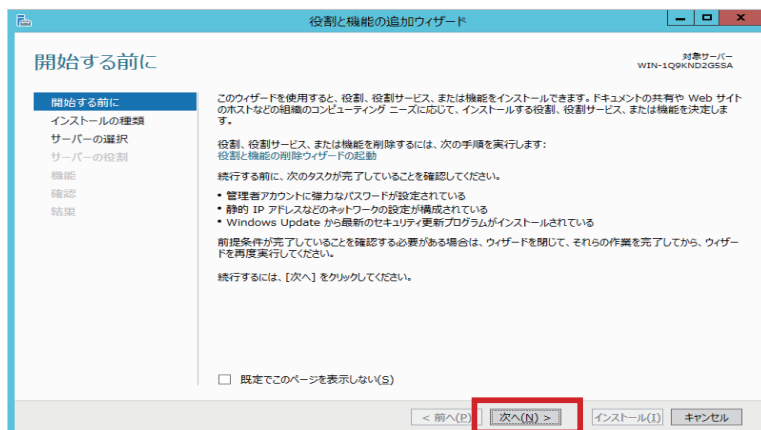 役割と機能の追加ウィザード
開始する前に
対象サーバー
WIN-1Q9KND2G5SA
開始する前に
インストールの種類
サーバーの選択
サーバーの役割
機能
確認
結果
このウィザードを使用すると、役割、役割サービス、または機能をインストールできます。ドキュメントの共有や Web サイト
のホストなどの組織のコンピューティング ニーズに応じて、インストールする役割、役割サービス、または機能を決定しま
す。
役割、役割サービス、または機能を削除するには、次の手順を実行します:
役割と機能の削除ウィザードの起動
続行する前に、次のタスクが完了していることを確認してください。
• 管理者アカウントに強力なパスワードが設定されている
• 静的 IP アドレスなどのネットワークの設定が構成されている
• Windows Update から最新のセキュリティ更新プログラムがインストールされている
前提条件が完了していることを確認する必要がある場合は、ウィザードを閉じて、それらの作業を完了してから、ウィザー
ドを再度実行してください。
続行するには、[次へ] をクリックしてください。
既定でこのページを表示しない(S)
< 前へ(P) 次へ(N) > インストール(I) キャンセル